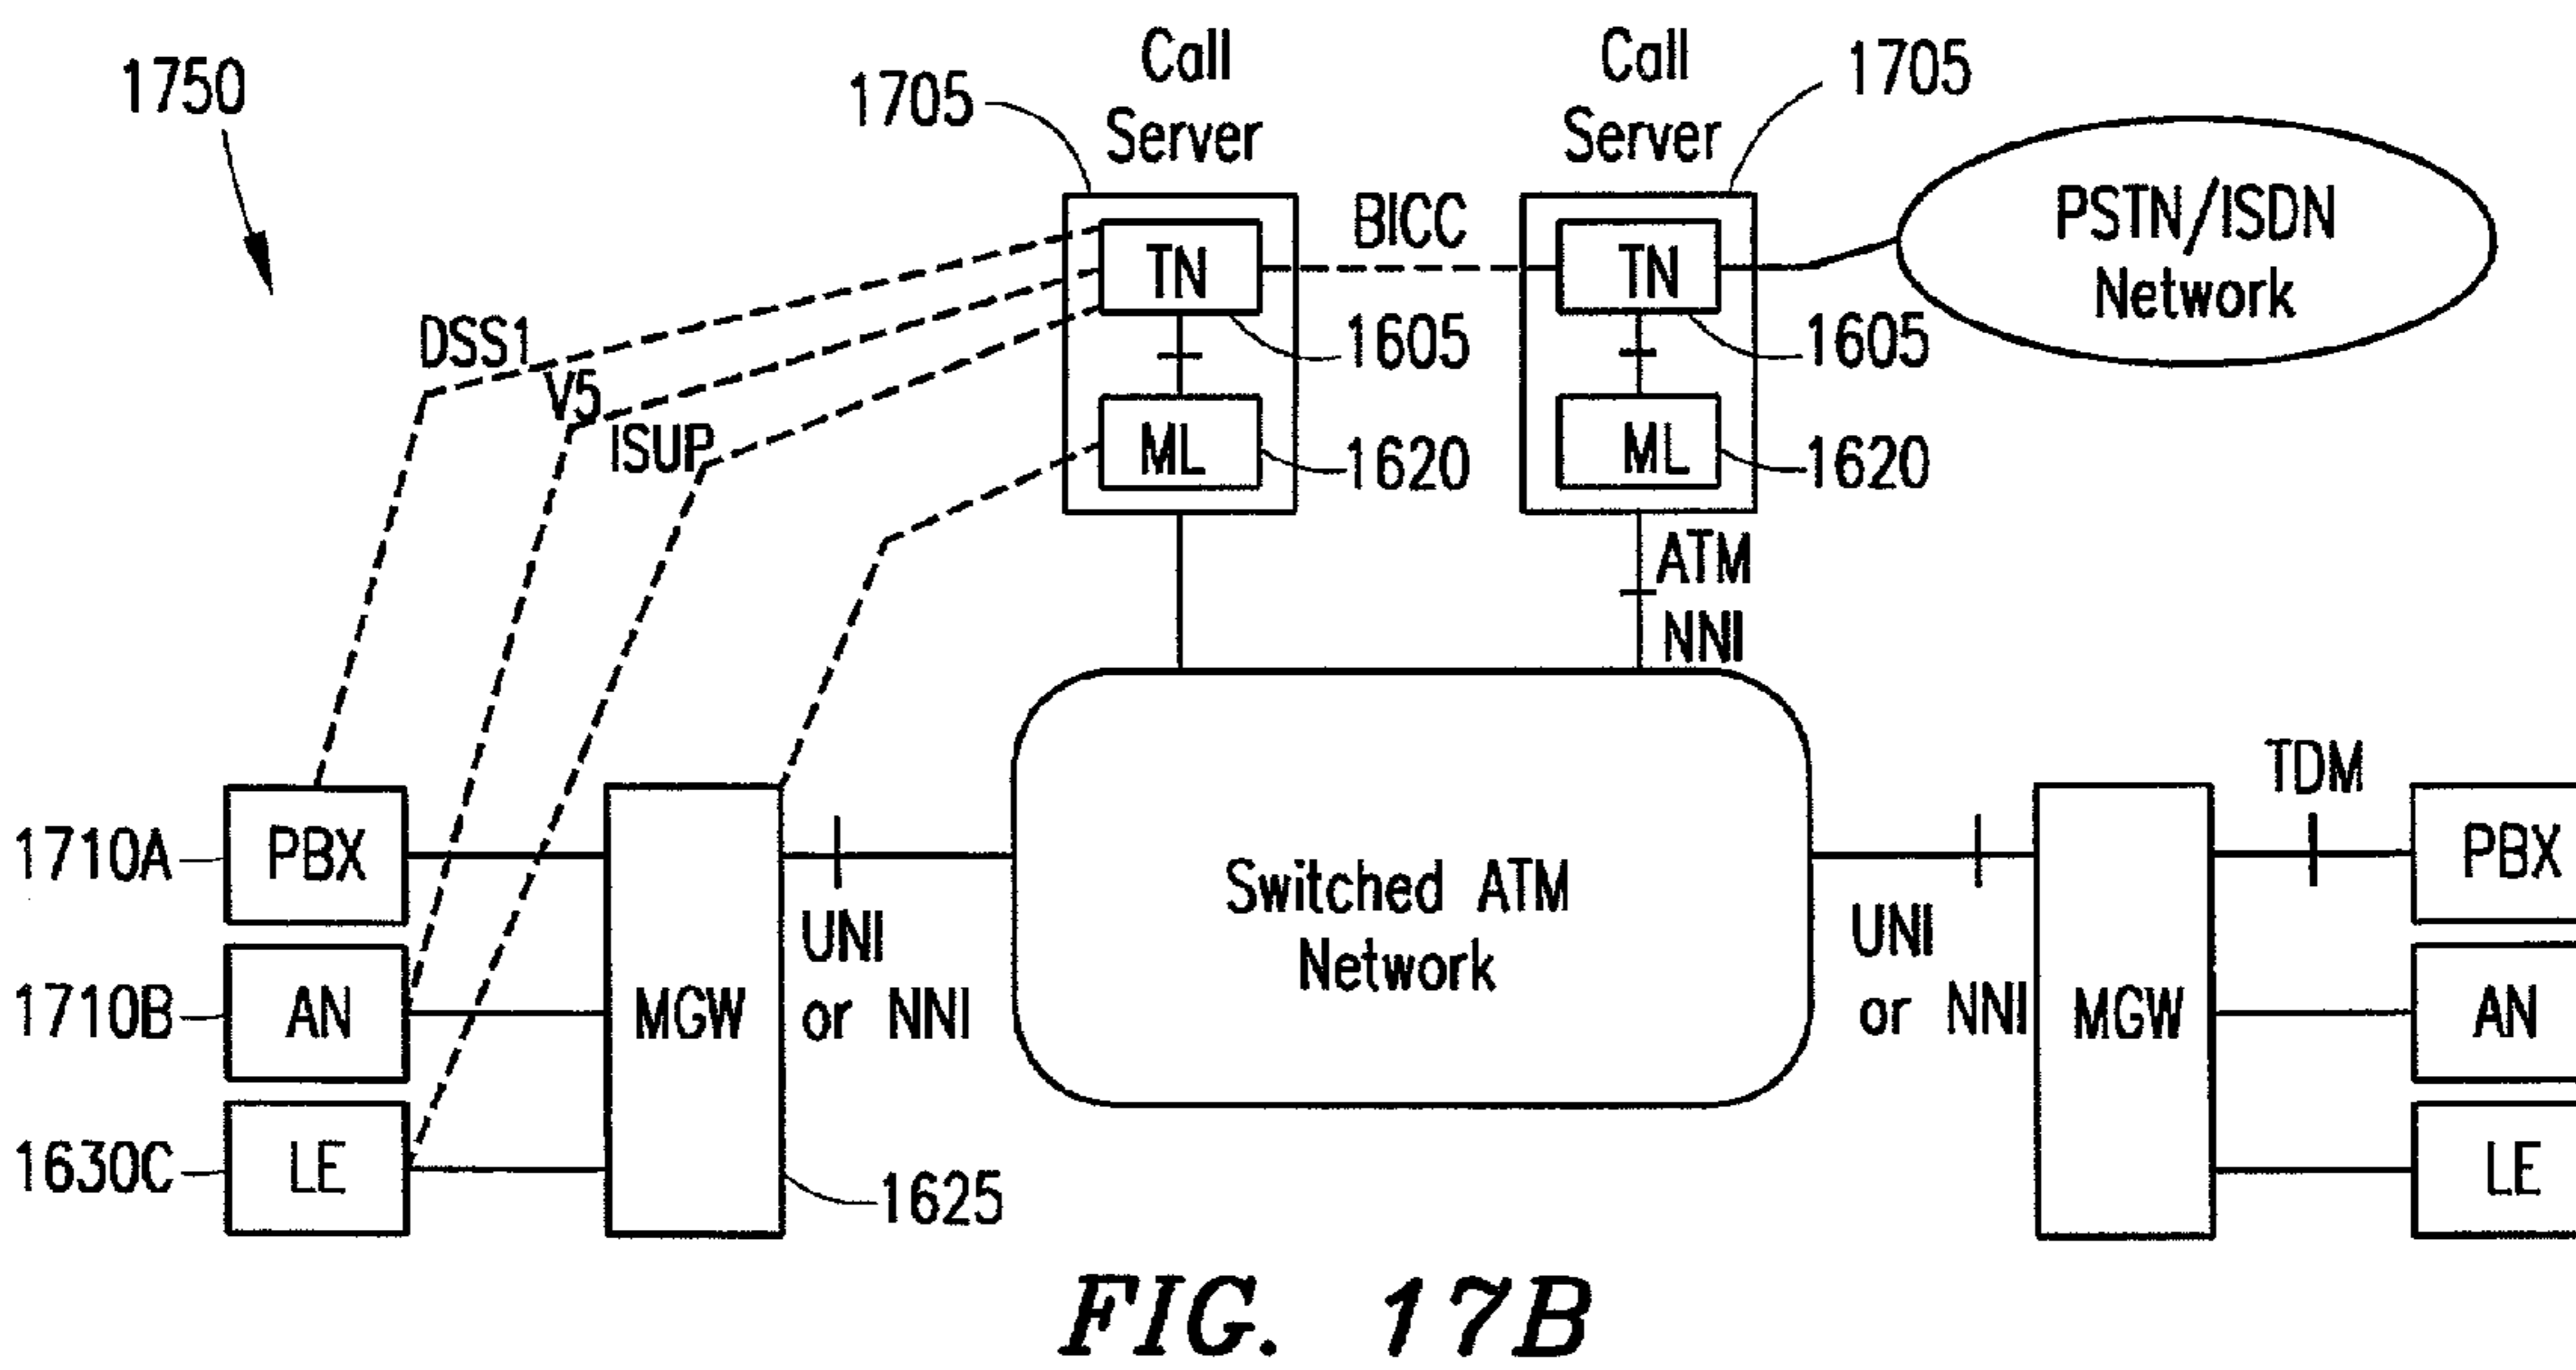 1750
Call
Server
1705
Call
Server
1705
PSTN/ISDN
Network
BICC
TN
TN
1605
1605
ML
ML
1620
1620
DSS1
V5
ISUP
ATM
NNI
TDM
1710A
PBX
PBX
Switched ATM
Network
UNI
or NNI
UNI
or NNI
1710B
AN
MGW
MGW
AN
1630C
LE
1625
LE
FIG. 17B